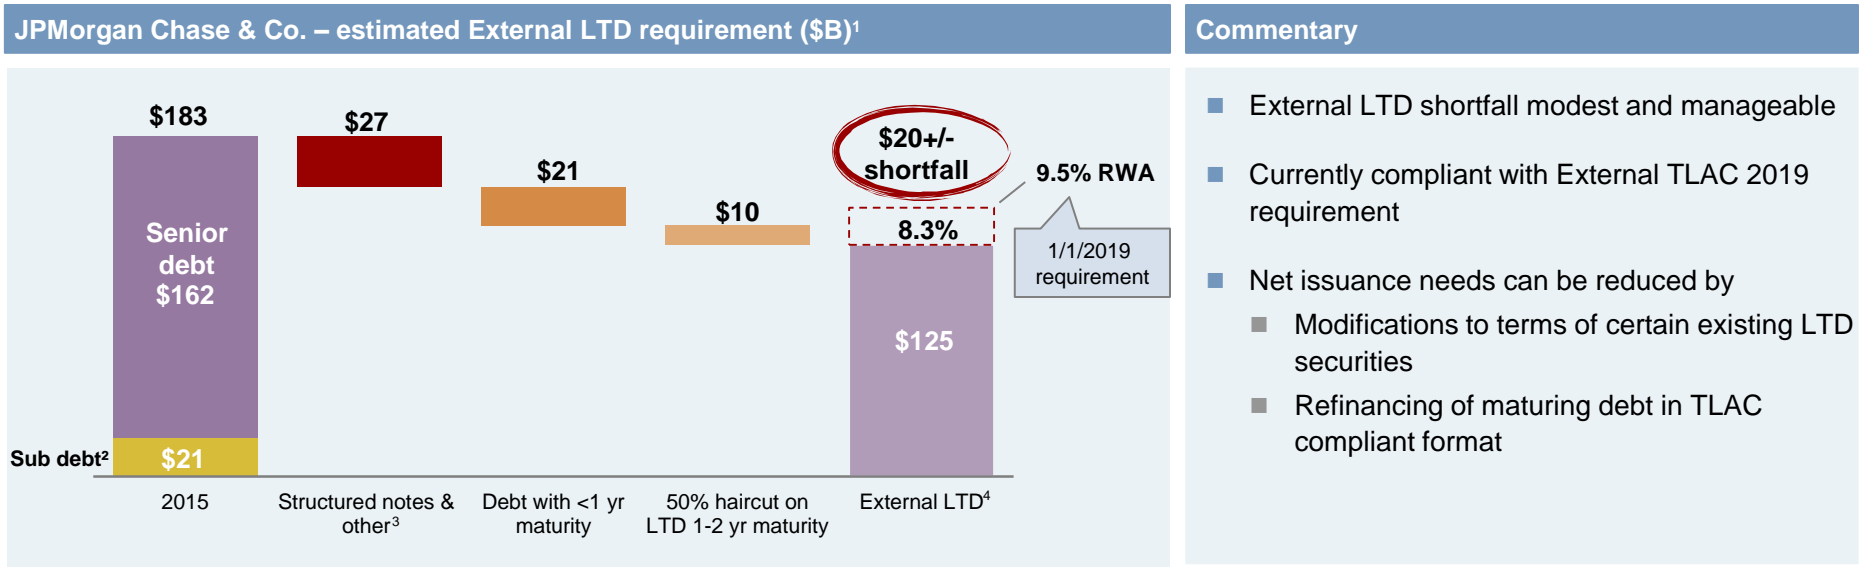 JPMorgan Chase & Co. – estimated External LTD requirement ($B)¹
$183
$27
$21
$10
$20+/-
shortfall
9.5% RWA
8.3%
1/1/2019
requirement
Senior
debt
$162
$125
Sub debt²
$21
2015
Structured notes &
other³
Debt with <1 yr
maturity
50% haircut on
LTD 1-2 yr maturity
External LTD⁴
Commentary
External LTD shortfall modest and manageable
Currently compliant with External TLAC 2019
requirement
Net issuance needs can be reduced by
Modifications to terms of certain existing LTD
securities
Refinancing of maturing debt in TLAC
compliant format